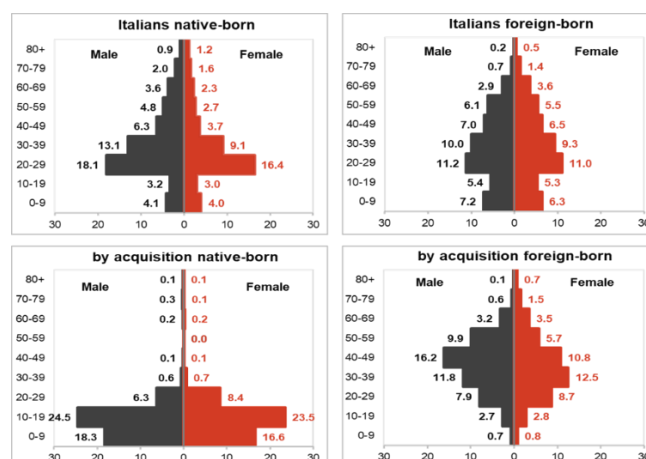 Italians native-born
Male Female
80+ 0.9 1.2
70-79 2.0 1.6
60-69 3.6 2.3
50-59 4.8 2.7
40-49 6.3 3.7
30-39 13.1 9.1
20-29 18.1 16.4
10-19 3.2 3.0
0-9 4.1 4.0
30 20 10 0 10 20 30
Italians foreign-born
Male Female
80+ 0.2 0.5
70-79 0.7 1.4
60-69 2.9 3.6
50-59 6.1 5.5
40-49 7.0 6.5
30-39 10.0 9.3
20-29 11.2 11.0
10-19 5.4 5.3
0-9 7.2 6.3
30 20 10 0 10 20 30
by acquisition native-born
Male Female
80+ 0.1 0.1
70-79 0.3 0.1
60-69 0.2 0.2
50-59 0.0
40-49 0.1 0.1
30-39 0.6 0.7
20-29 6.3 8.4
10-19 24.5 23.5
0-9 18.3 16.6
30 20 10 0 10 20 30
by acquisition foreign-born
Male Female
80+ 0.1 0.7
70-79 0.6 1.5
60-69 3.2 3.5
50-59 9.9 5.7
40-49 16.2 10.8
30-39 11.8 12.5
20-29 7.9 8.7
10-19 2.7 2.8
0-9 0.7 0.8
30 20 10 0 10 20 30